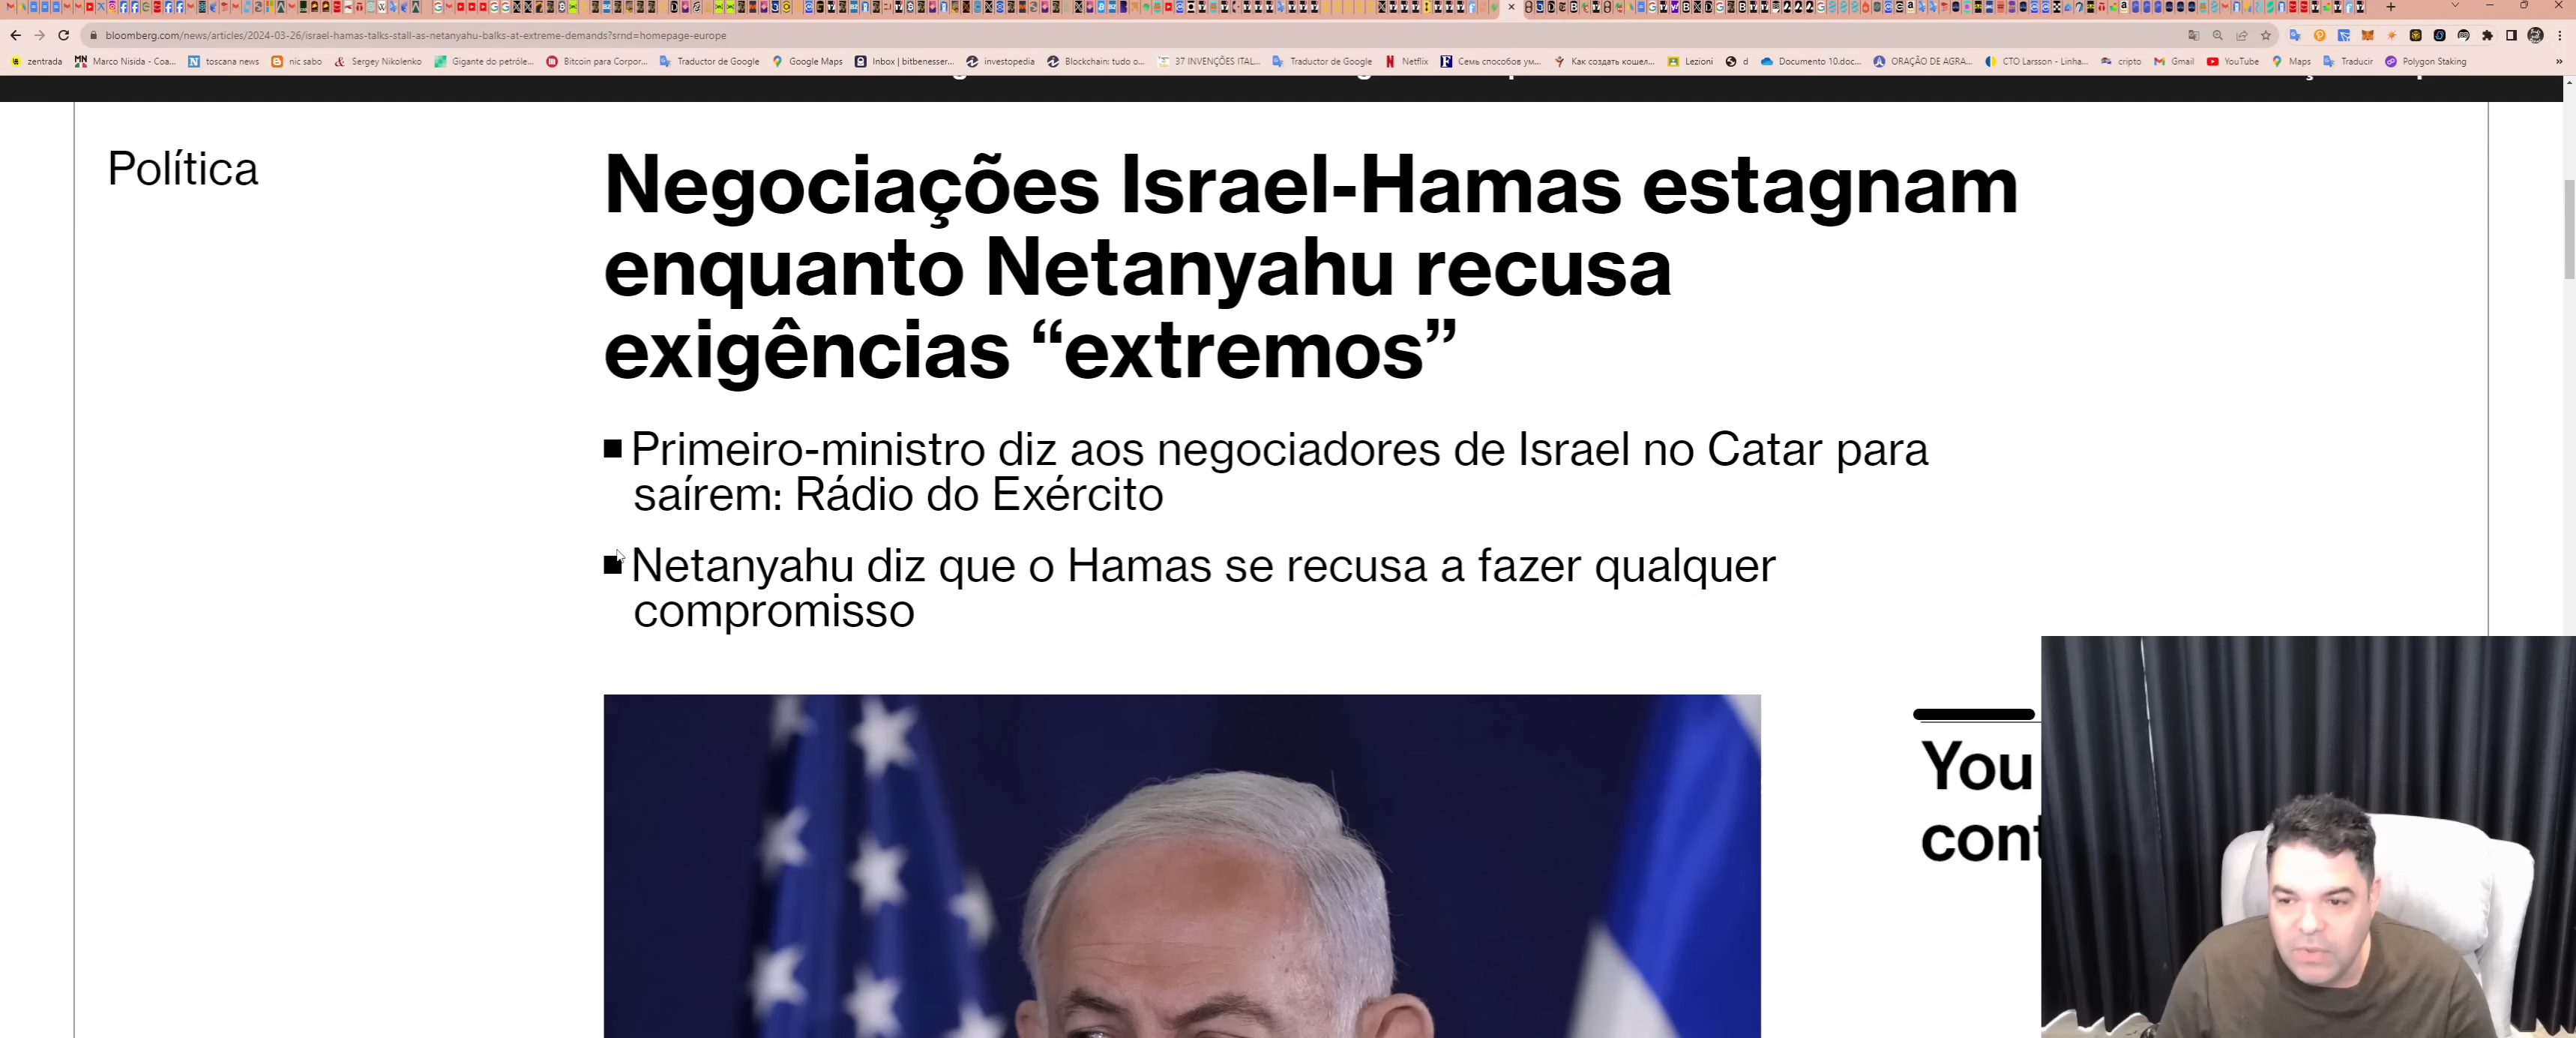 bloomberg.com/news/articles/2024-03-26/israel-hamas-talks-stall-as-netanyahu-balks-at-extreme-demands?srnd=homepage-europe
zentrada
Marco Nisida - Coa...
toscana news
nic sabo
Sergey Nikolenko
Gigante do petróle...
Bitcoin para Corpor...
Traductor de Google
Google Maps
Inbox | bitbenesser...
investopedia
Blockchain: tudo o...
37 INVENÇÕES ITAL...
Traductor de Google
Netflix
Семь способов ум...
Как создать кошел...
Lezioni
d
Documento 10.doc...
ORAÇÃO DE AGRA...
CTO Larsson - Linha...
cripto
Gmail
YouTube
Maps
Traducir
Polygon Staking
Política
Negociações Israel-Hamas estagnam
enquanto Netanyahu recusa
exigências “extremos”
Primeiro-ministro diz aos negociadores de Israel no Catar para
saírem: Rádio do Exército
Netanyahu diz que o Hamas se recusa a fazer qualquer
compromisso
You
cont